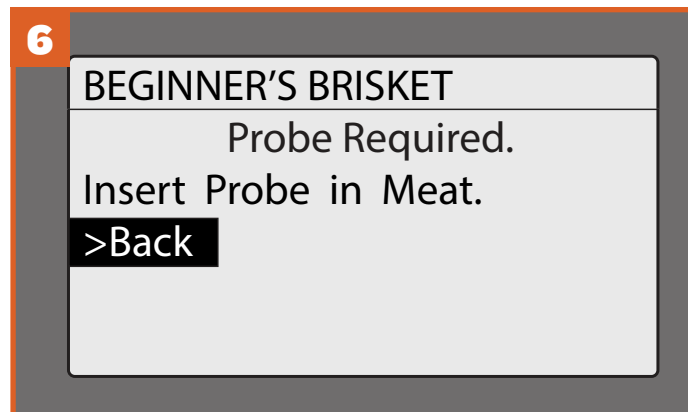 6
BEGINNER’S BRISKET
Probe Required.
Insert Probe in Meat.
>Back